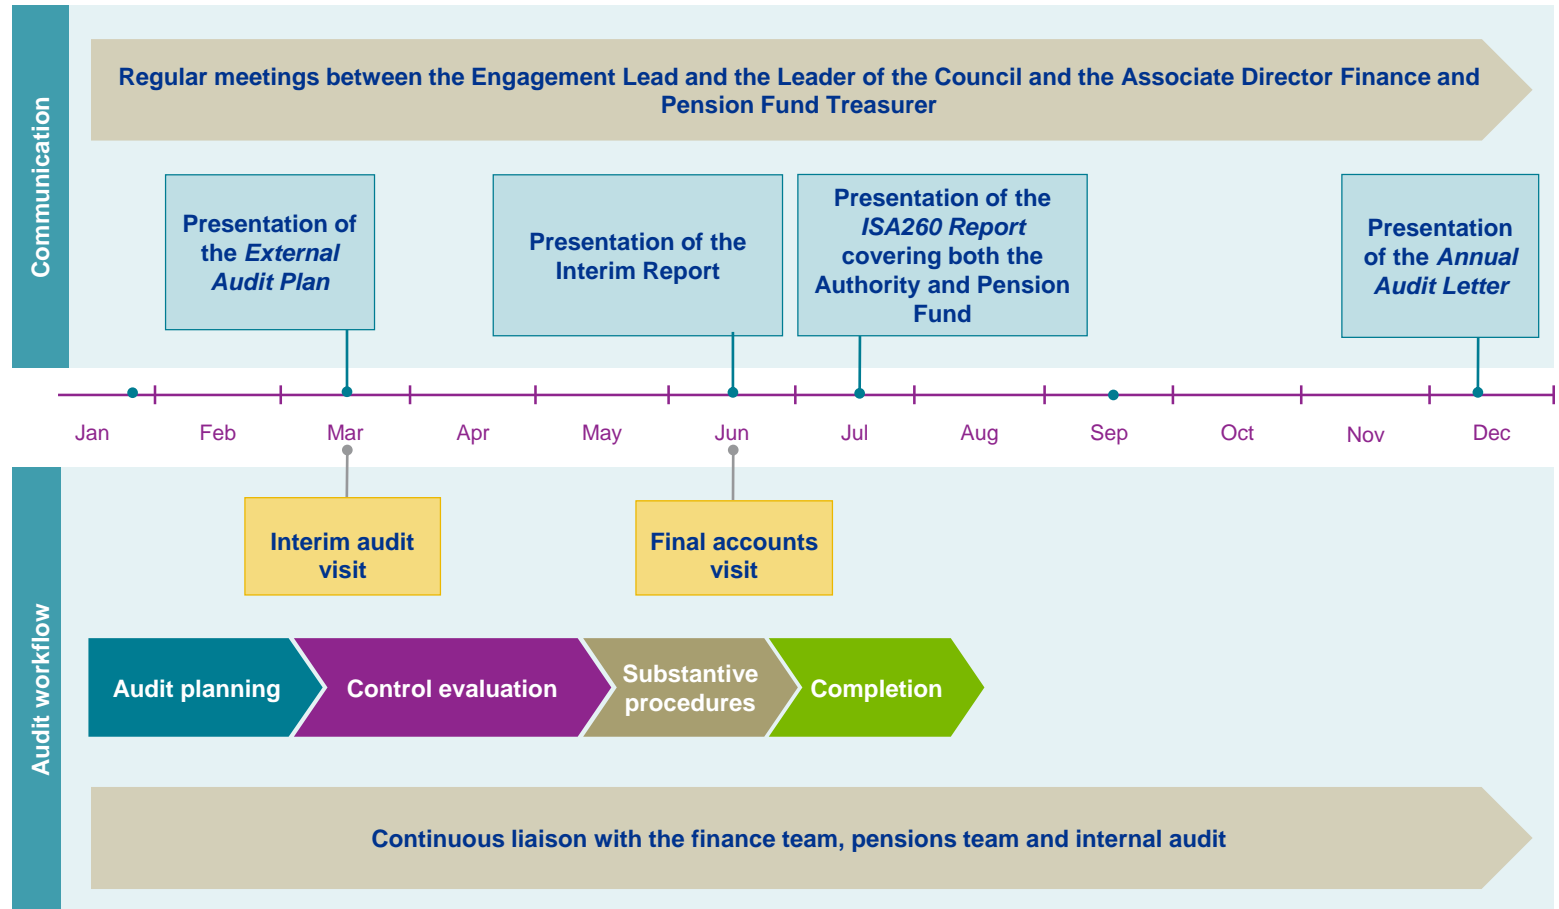 Communication
Regular meetings between the Engagement Lead and the Leader of the Council and the Associate Director Finance and
Pension Fund Treasurer
Presentation of
the External
Audit Plan
Presentation of the
Interim Report
Presentation of the
ISA260 Report
covering both the
Authority and Pension
Fund
Presentation
of the Annual
Audit Letter
Jan Feb Mar Apr May Jun Jul Aug Sep Oct Nov Dec
Audit workflow
Interim audit
visit
Final accounts
visit
Audit planning
Control evaluation
Substantive
procedures
Completion
Continuous liaison with the finance team, pensions team and internal audit